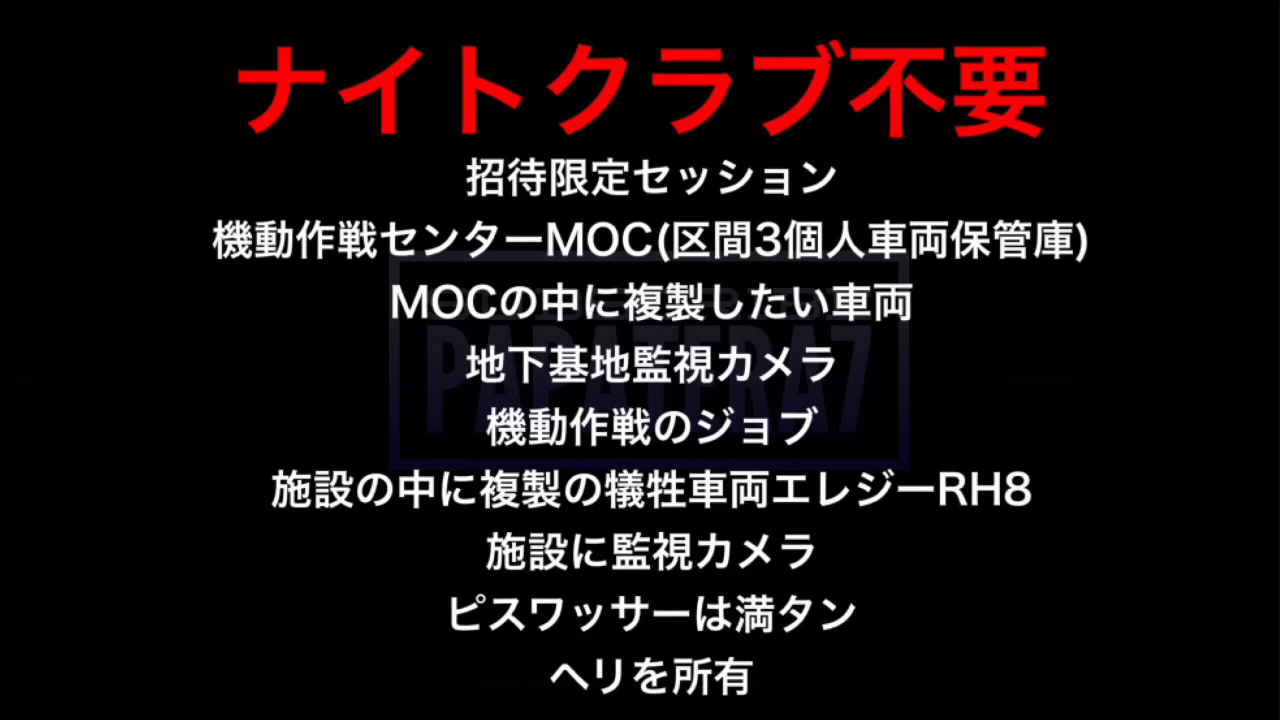 ナイトクラブ不要
招待限定セッション
機動作戦センターMOC(区間3個人車両保管庫)
MOCの中に複製したい車両
PAPATERA7
地下基地監視カメラ
機動作戦のジョブ
施設の中に複製の犠牲車両エレジーRH8
施設に監視カメラ
ピスワッサーは満タン
ヘリを所有